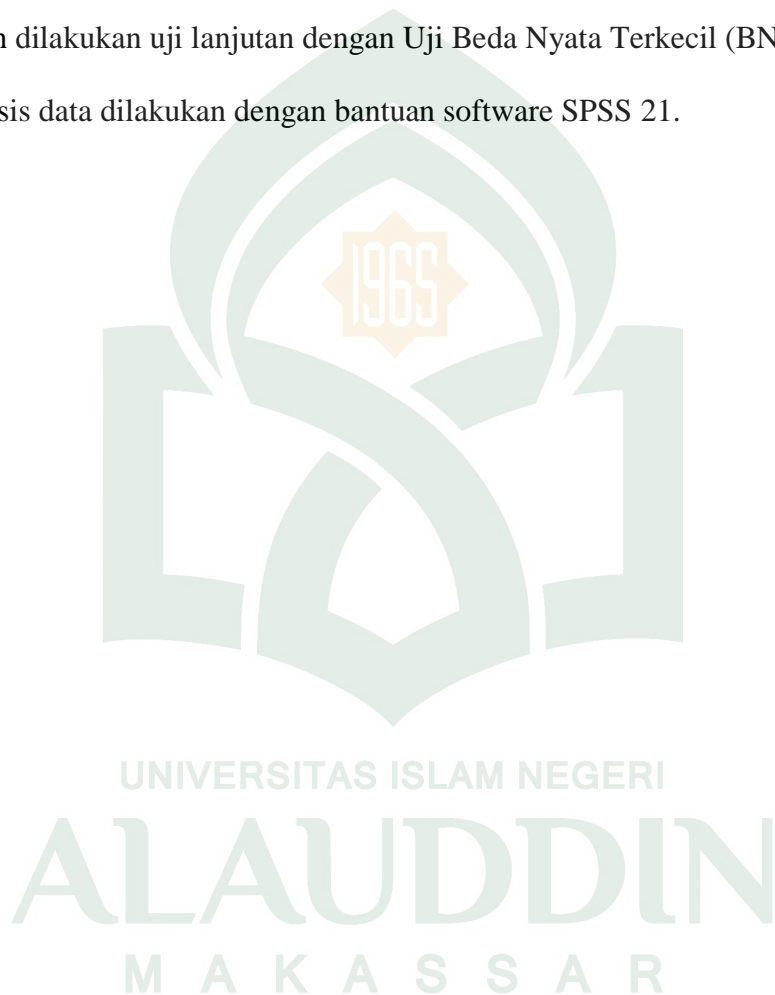 dilakukan uji lanjutan dengan Uji Beda Nyata Terkecil (BN
sis data dilakukan dengan bantuan software SPSS 21.
1965
UNIVERSITAS ISLAM NEGERI
ALAUDDIN
MAKASSAR